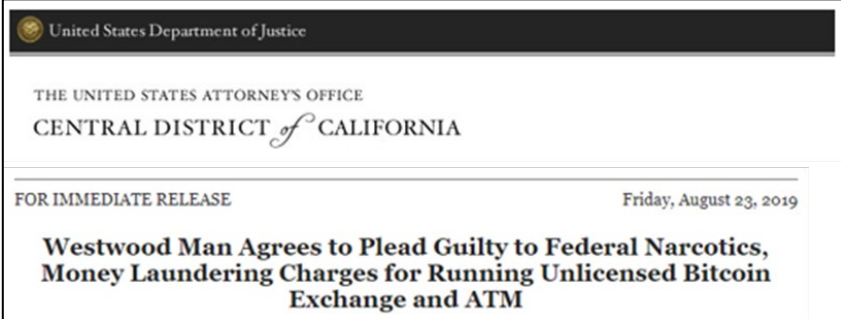 United States Department of Justice
THE UNITED STATES ATTORNEY'S OFFICE
CENTRAL DISTRICT of CALIFORNIA
FOR IMMEDIATE RELEASE Friday, August 23, 2019
Westwood Man Agrees to Plead Guilty to Federal Narcotics,
Money Laundering Charges for Running Unlicensed Bitcoin
Exchange and ATM